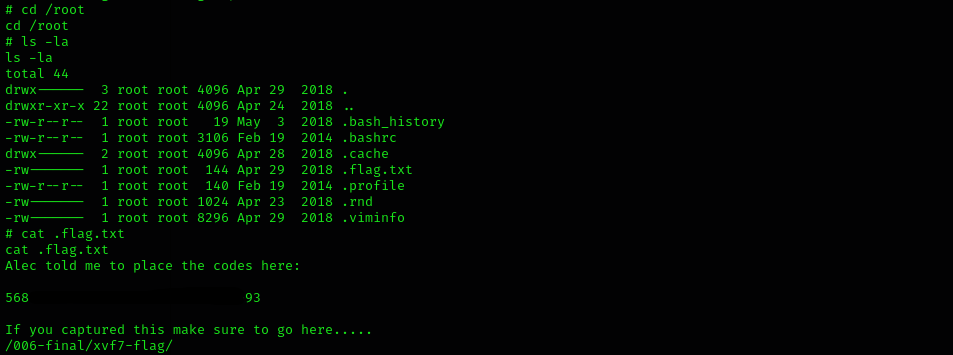 # cd /root
cd /root
# ls -la
ls -la
total 44
drwx------  3 root root 4096 Apr 29  2018 .
drwxr-xr-x 22 root root 4096 Apr 24  2018 ..
-rw-r--r--  1 root root   19 May  3  2018 .bash_history
-rw-r--r--  1 root root 3106 Feb 19  2014 .bashrc
drwx------  2 root root 4096 Apr 28  2018 .cache
-rw-------  1 root root  144 Apr 29  2018 .flag.txt
-rw-r--r--  1 root root  140 Feb 19  2014 .profile
-rw-------  1 root root 1024 Apr 23  2018 .rnd
-rw-------  1 root root 8296 Apr 29  2018 .viminfo
# cat .flag.txt
cat .flag.txt
Alec told me to place the codes here:
568 93
If you captured this make sure to go here.....
/006-final/xvf7-flag/